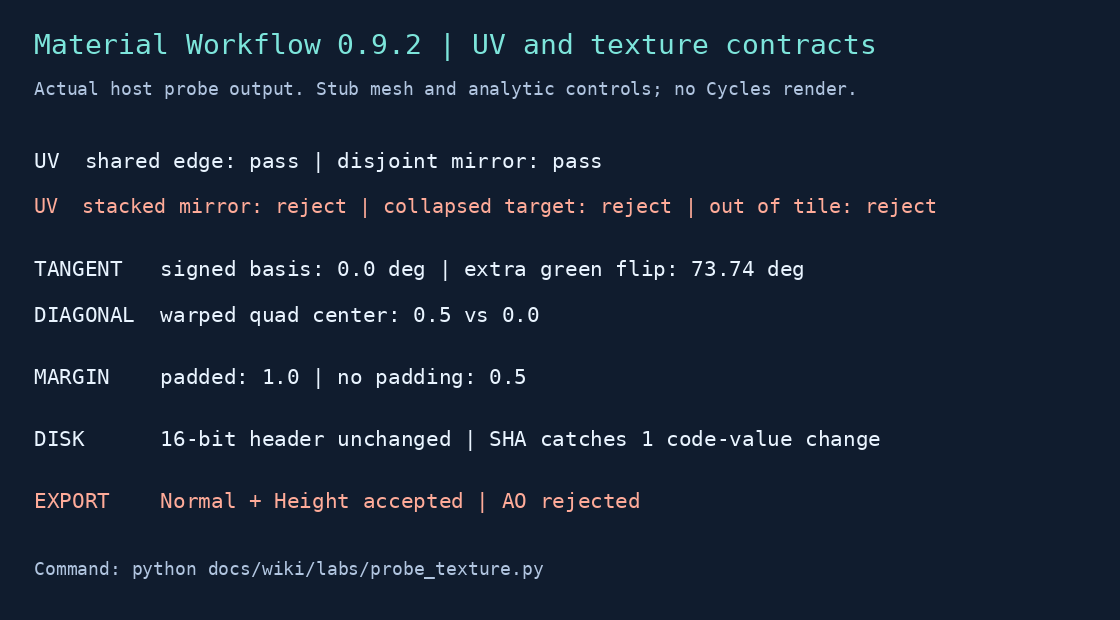 Material Workflow 0.9.2 | UV and texture contracts
Actual host probe output. Stub mesh and analytic controls; no Cycles render.
UV shared edge: pass | disjoint mirror: pass
UV stacked mirror: reject | collapsed target: reject | out of tile: reject
TANGENT signed basis: 0.0 deg | extra green flip: 73.74 deg
DIAGONAL warped quad center: 0.5 vs 0.0
MARGIN padded: 1.0 | no padding: 0.5
DISK 16-bit header unchanged | SHA catches 1 code-value change
EXPORT Normal + Height accepted | AO rejected
Command: python docs/wiki/labs/probe_texture.py